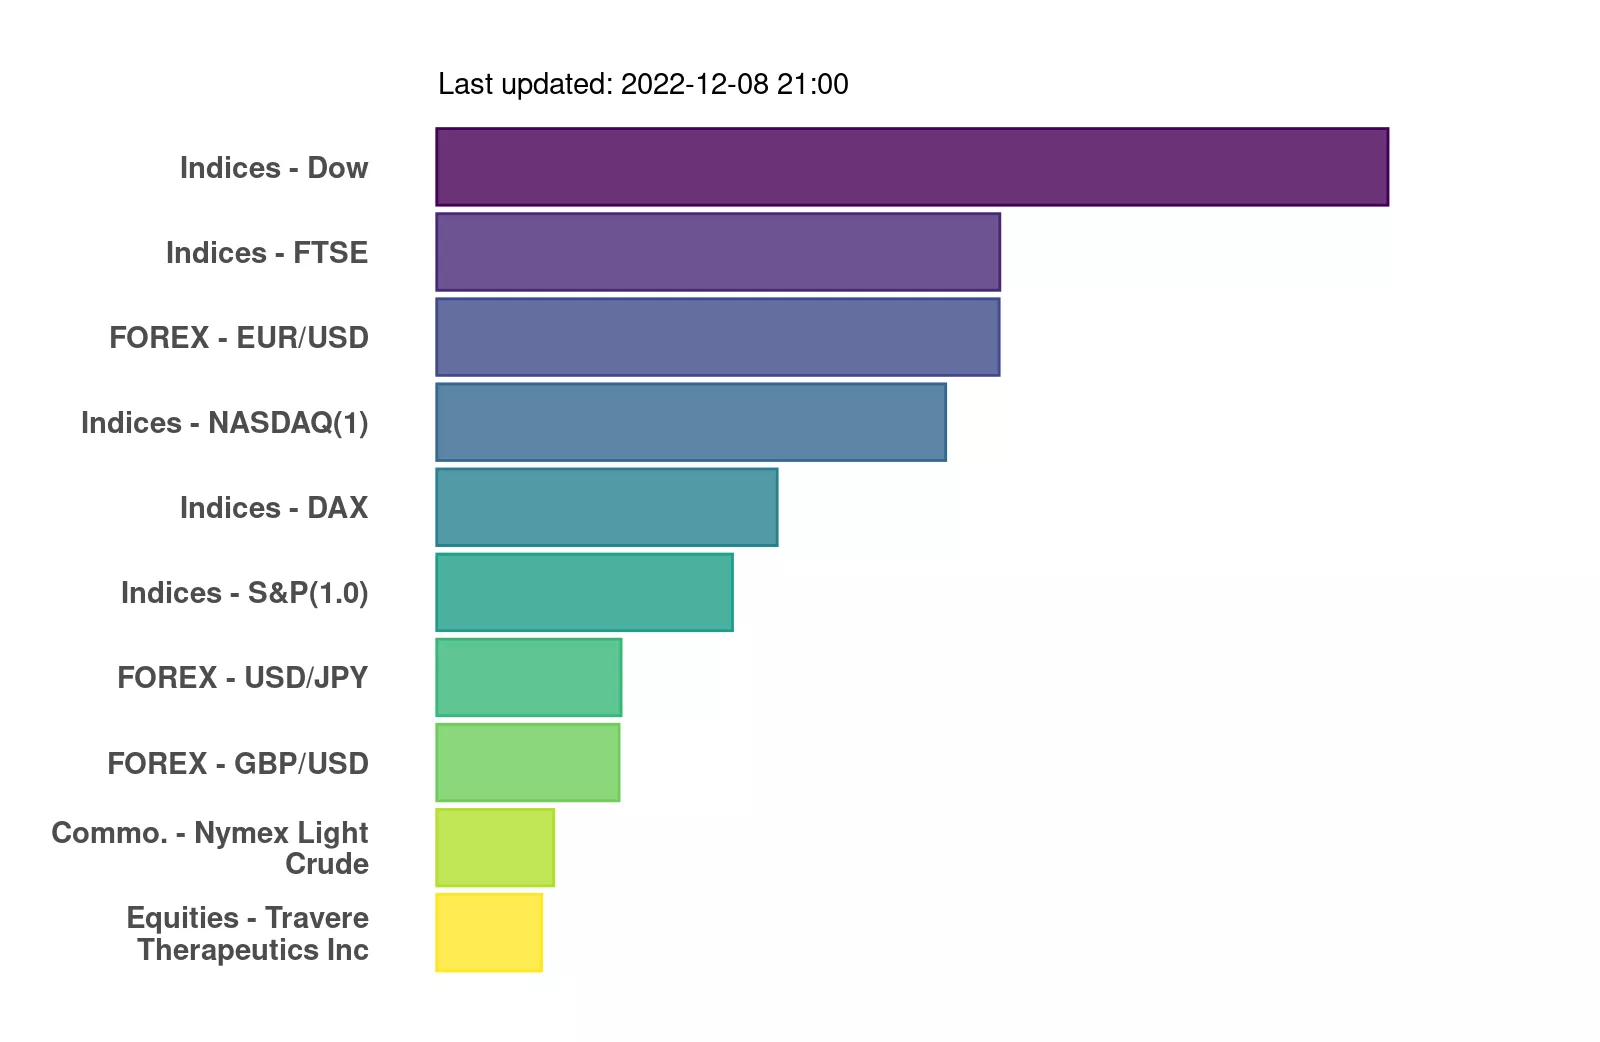 Last updated: 2022-12-08 21:00
Indices - Dow
Indices - FTSE
FOREX - EUR/USD
Indices - NASDAQ(1)
Indices - DAX
Indices - S&P(1.0)
FOREX - USD/JPY
FOREX - GBP/USD
Commo. - Nymex Light
Crude
Equities - Travere
Therapeutics Inc